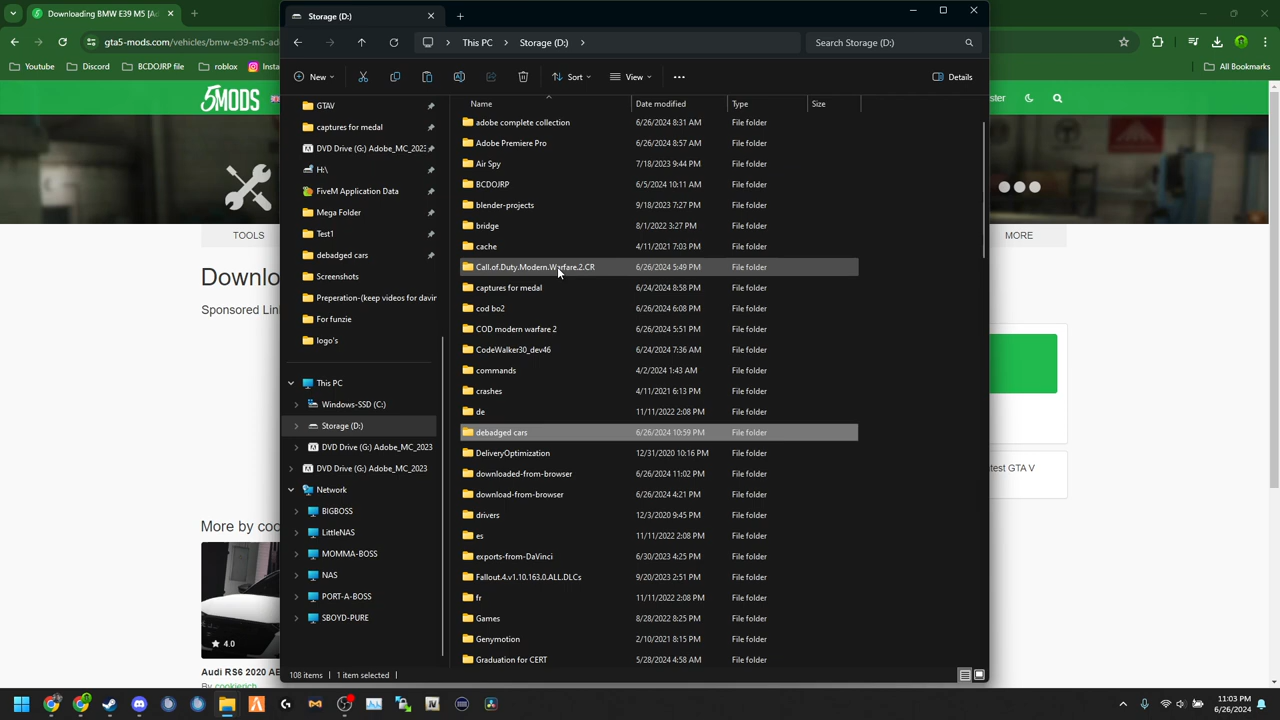 Downloading BMW E39 M5 [A
Storage (D:)
gta5-mods.com/vehicles/bmw-e39-m5-ad
This PC
Storage (D:)
Search Storage (D:)
Youtube
Discord
BCDOJRP file
roblox
Insta
All Bookmarks
New
Sort
View
Details
5MODS
ster
Name
Date modified
Type
Size
GTAV
captures for medal
DVD Drive (G:) Adobe_MC_2023
H:\
FiveM Application Data
Mega Folder
Test1
debadged cars
Screenshots
Preperation-(keep videos for davin
For funzie
logo's
This PC
Windows-SSD (C:)
Storage (D:)
DVD Drive (G:) Adobe_MC_2023
DVD Drive (G:) Adobe_MC_2023
Network
BIGBOSS
LittleNAS
MOMMA-BOSS
NAS
PORT-A-BOSS
SBOYD-PURE
adobe complete collection 6/26/2024 8:31 AM File folder
Adobe Premiere Pro 6/26/2024 8:57 AM File folder
Air Spy 7/18/2023 9:44 PM File folder
BCDOJRP 6/5/2024 10:11 AM File folder
blender-projects 9/18/2023 7:27 PM File folder
bridge 8/1/2022 3:27 PM File folder
cache 4/11/2021 7:03 PM File folder
Call.of.Duty.Modern.Warfare.2.CR 6/26/2024 5:49 PM File folder
captures for medal 6/24/2024 8:58 PM File folder
cod bo2 6/26/2024 6:08 PM File folder
COD modern warfare 2 6/26/2024 5:51 PM File folder
CodeWalker30_dev46 6/24/2024 7:36 AM File folder
commands 4/2/2024 1:43 AM File folder
crashes 4/11/2021 6:13 PM File folder
de 11/11/2022 2:08 PM File folder
debadged cars 6/26/2024 10:59 PM File folder
DeliveryOptimization 12/31/2020 10:16 PM File folder
downloaded-from-browser 6/26/2024 11:02 PM File folder
download-from-browser 6/26/2024 4:21 PM File folder
drivers 12/3/2020 9:45 PM File folder
es 11/11/2022 2:08 PM File folder
exports-from-DaVinci 6/30/2023 4:25 PM File folder
Fallout.4.v1.10.163.0.ALL.DLCs 9/20/2023 2:51 PM File folder
fr 11/11/2022 2:08 PM File folder
Games 8/28/2022 8:25 PM File folder
Genymotion 2/10/2021 8:15 PM File folder
Graduation for CERT 5/28/2024 4:58 AM File folder
108 items
1 item selected
TOOLS
MORE
Downlo
Sponsored Lin
test GTA V
More by coo
4.0
Audi RS6 2020 AB
By cookierich
11:03 PM
6/26/2024